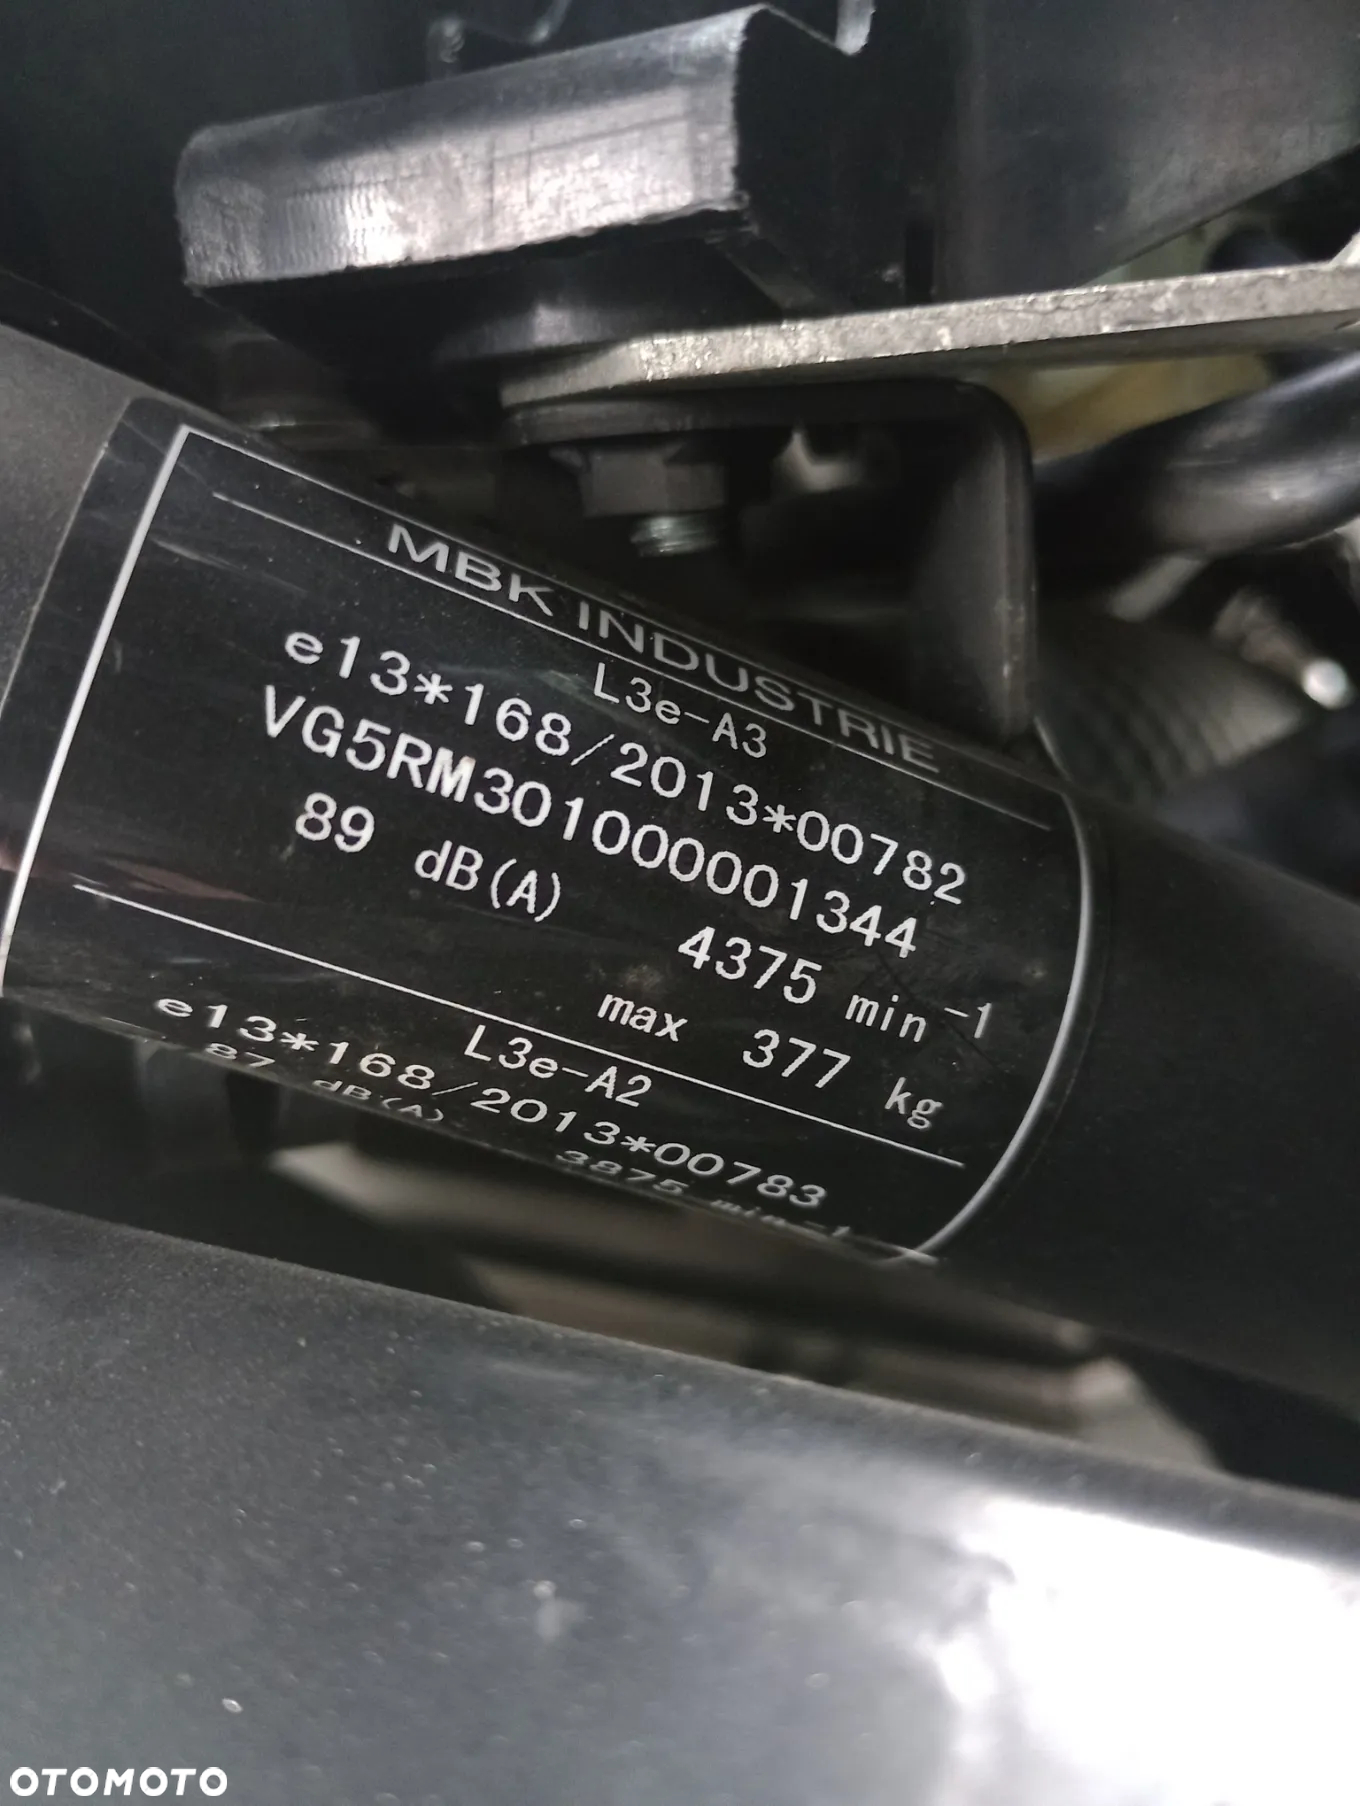 MBK INDUSTRIE
L3e-A3
e13*168/2013*00782
VG5RM301000001344
89 dB(A) 4375 min-1
max 377 kg
L3e-A2
e13*168/2013*00783
87 dB(A) 3875 min-1
OTOMOTO